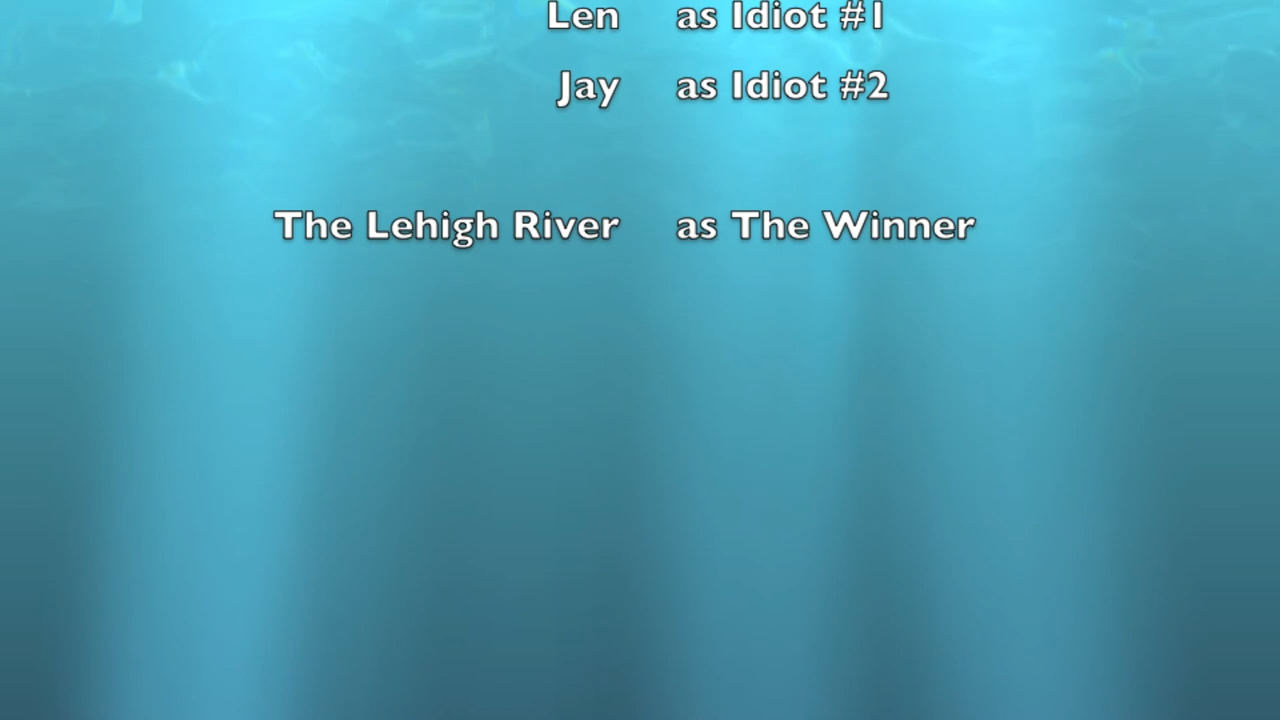 Len as Idiot #1
Jay as Idiot #2
The Lehigh River as The Winner